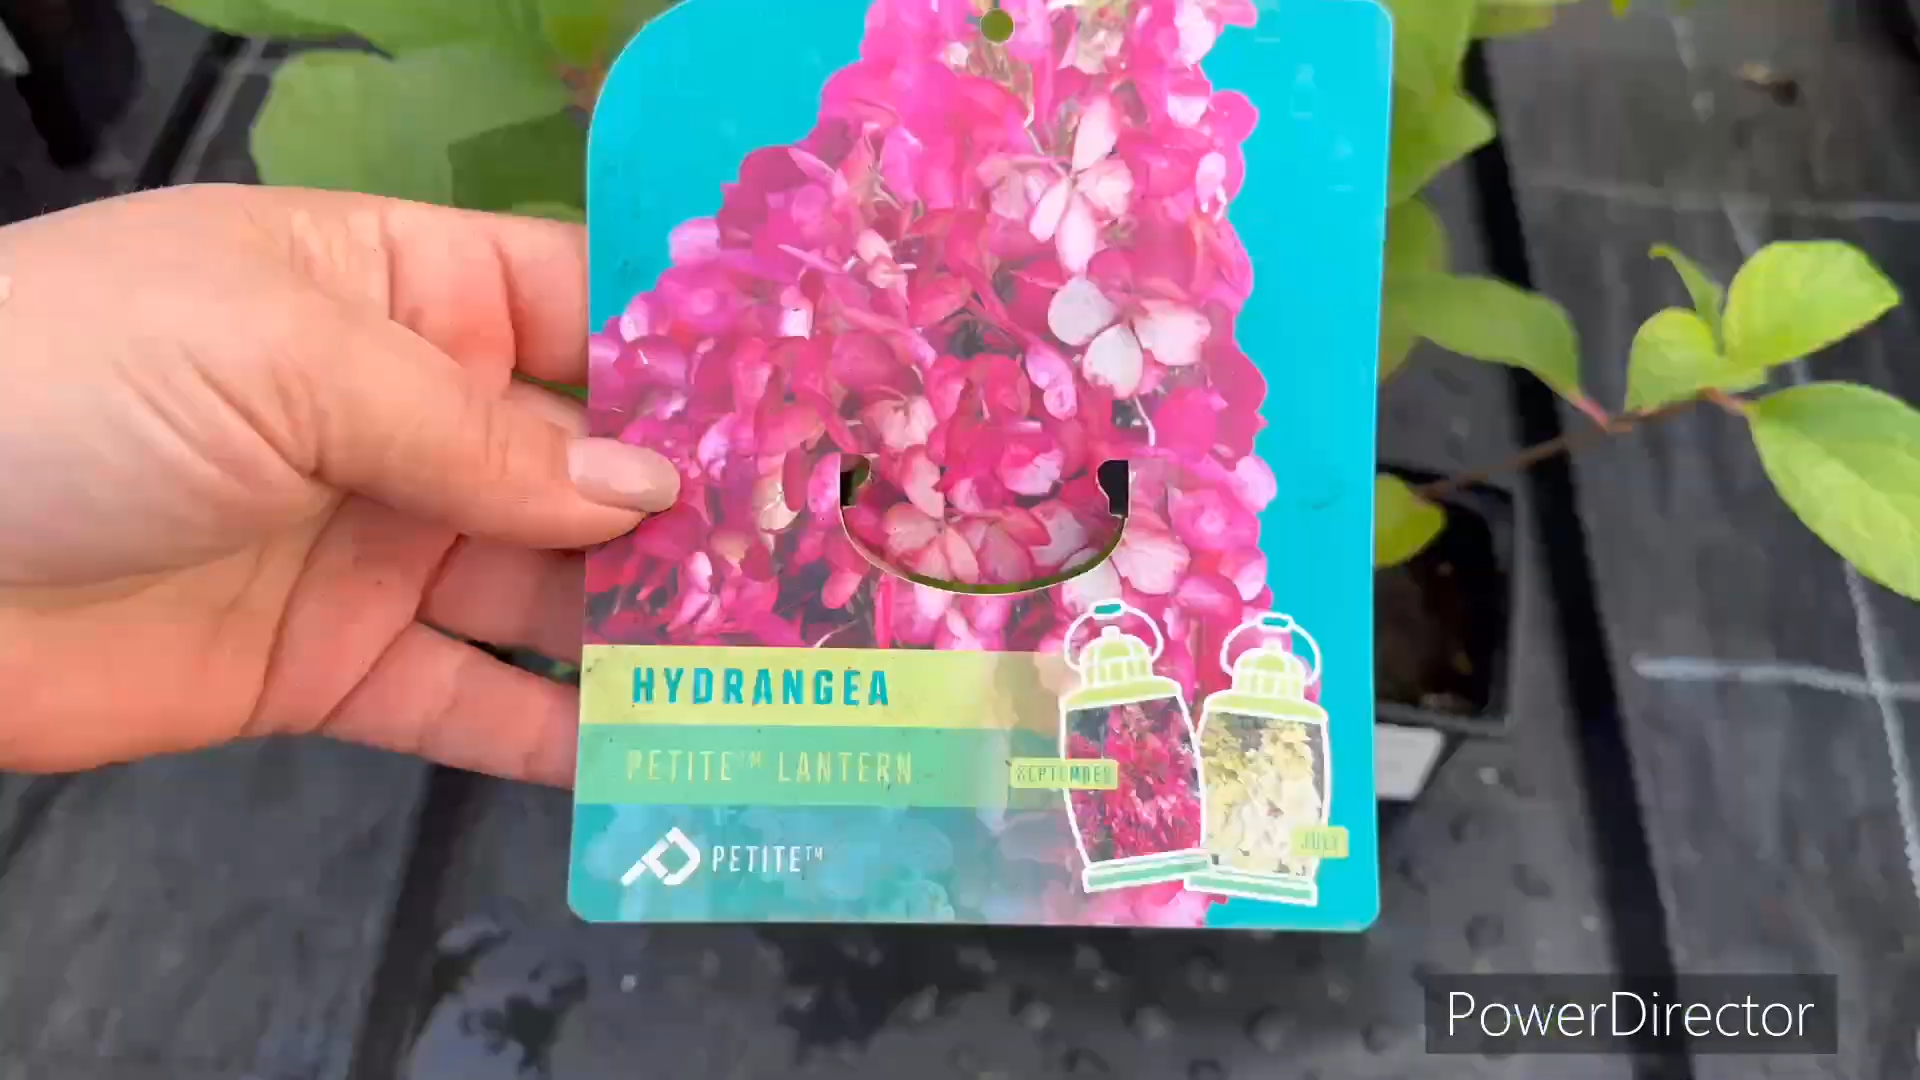 HYDRANGEA
PETITE™ LANTERN
SEPTEMBER
JULY
PETITE™
PowerDirector